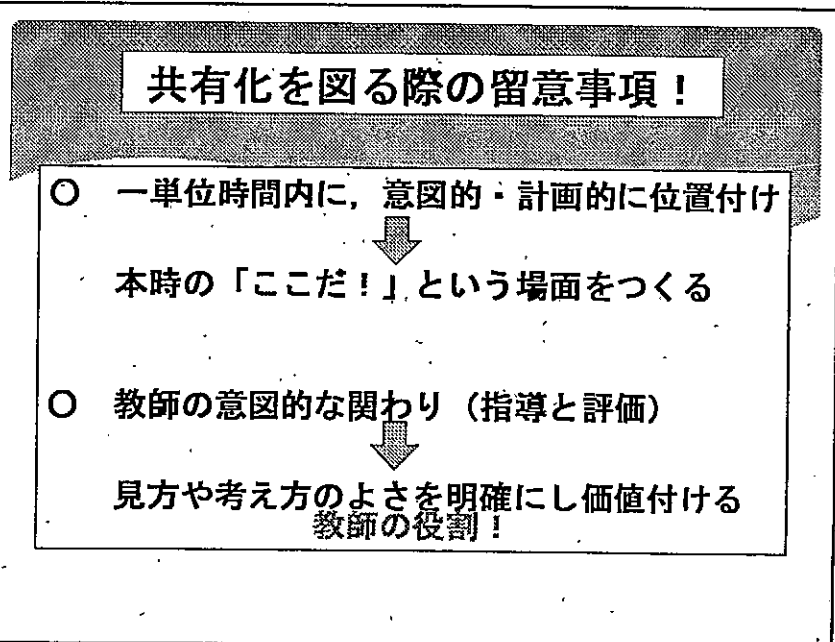 共有化を図る際の留意事項！
○　一単位時間内に，意図的・計画的に位置付け
本時の「ここだ！」という場面をつくる
○　教師の意図的な関わり（指導と評価）
見方や考え方のよさを明確にし価値付ける
教師の役割！